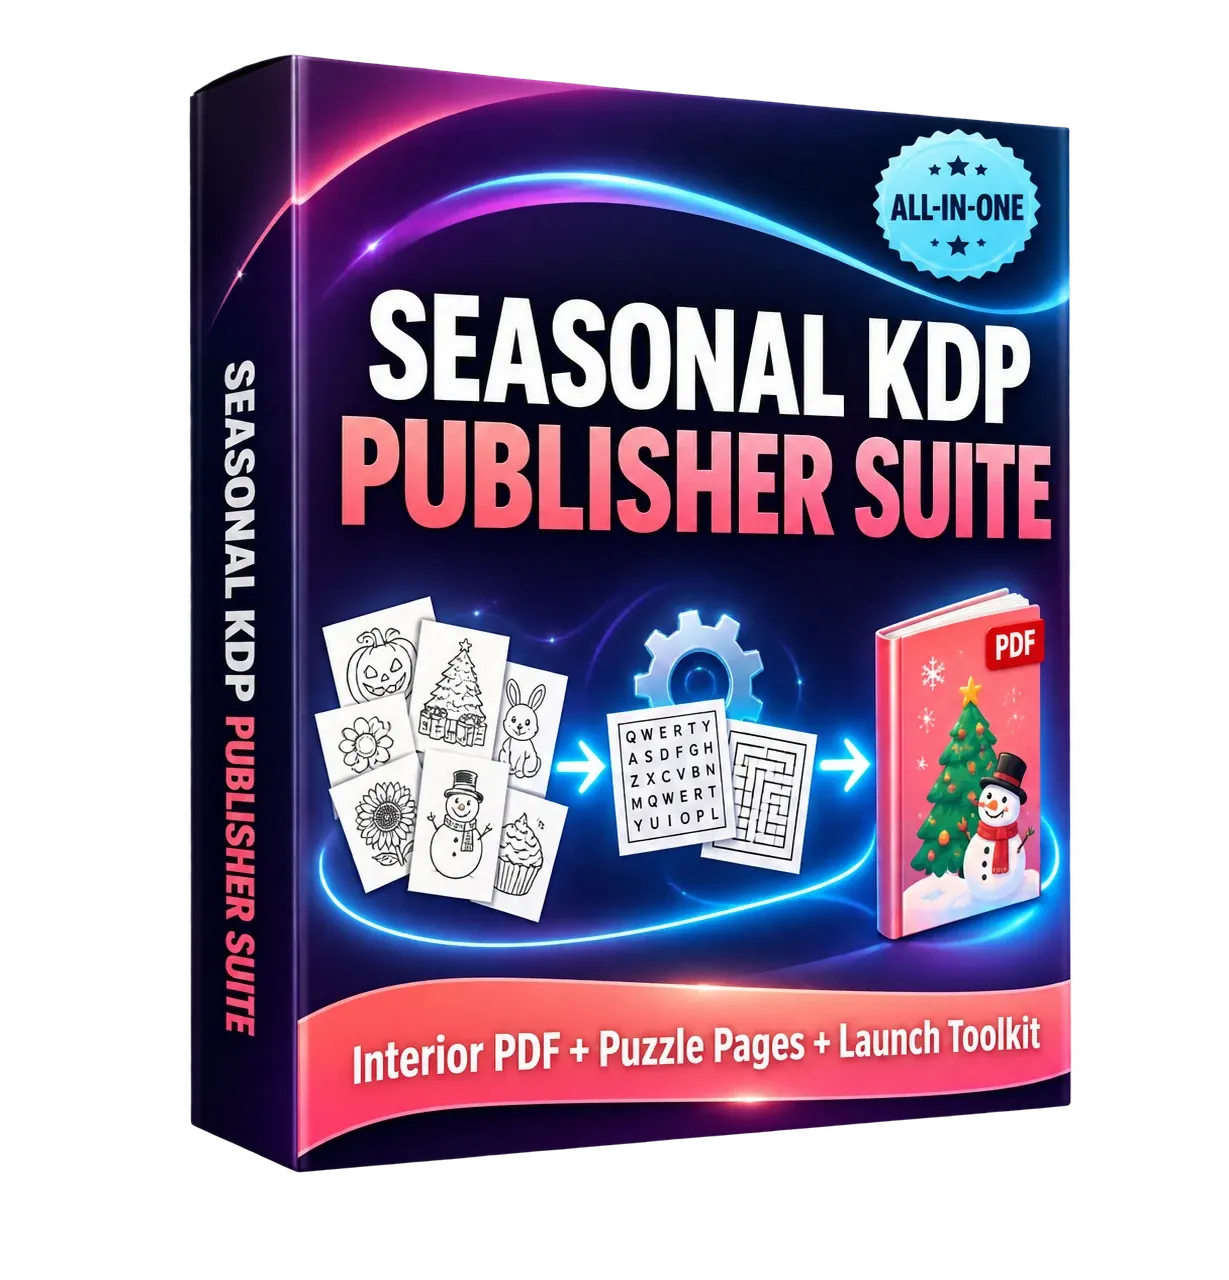 ALL-IN-ONE
SEASONAL KDP
PUBLISHER SUITE
SEASONAL KDP PUBLISHER SUITE
PDF
QWERTY
ASDFGH
ZXCVBN
MQWERT
YUIOPL
Interior PDF + Puzzle Pages + Launch Toolkit